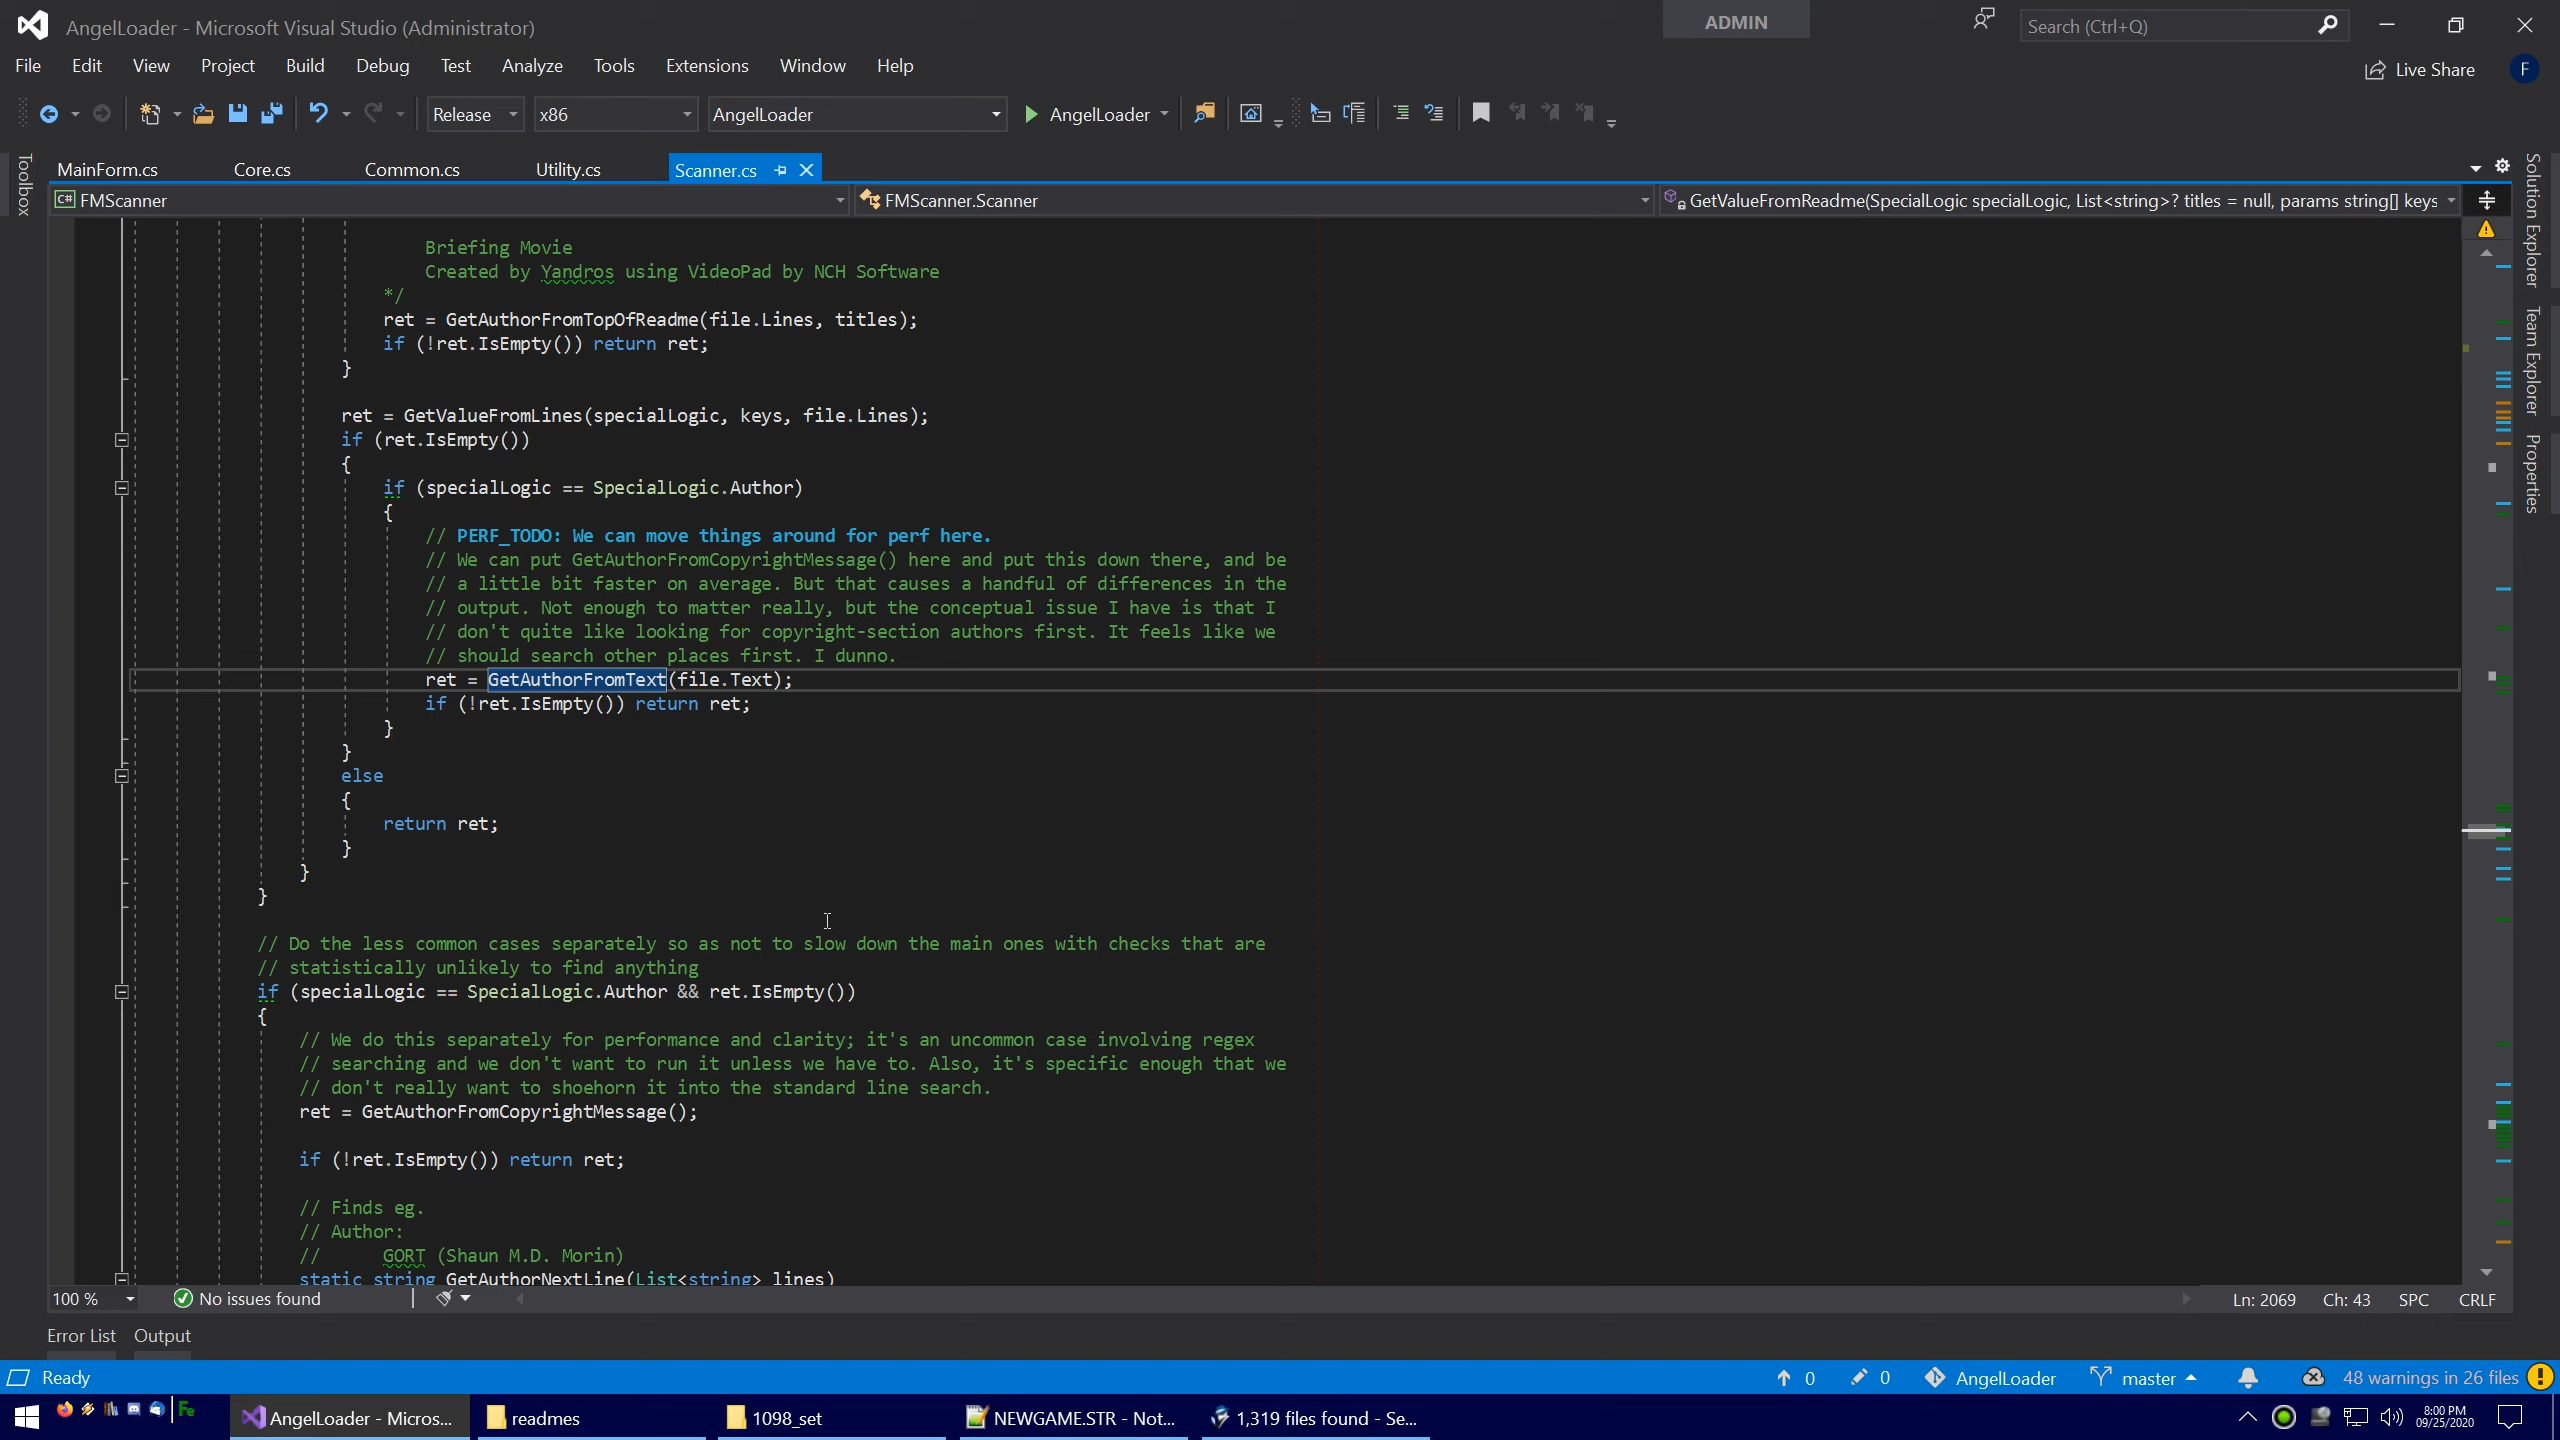 AngelLoader - Microsoft Visual Studio (Administrator)
ADMIN
Search (Ctrl+Q)
File Edit View Project Build Debug Test Analyze Tools Extensions Window Help
Live Share
F
Release x86 AngelLoader AngelLoader
Toolbox
MainForm.cs Core.cs Common.cs Utility.cs Scanner.cs
C# FMScanner FMScanner.Scanner GetValueFromReadme(SpecialLogic specialLogic, List<string>? titles = null, params string[] keys
Briefing Movie
Created by Yandros using VideoPad by NCH Software
*/
ret = GetAuthorFromTopOfReadme(file.Lines, titles);
if (!ret.IsEmpty()) return ret;
}
ret = GetValueFromLines(specialLogic, keys, file.Lines);
if (ret.IsEmpty())
{
if (specialLogic == SpecialLogic.Author)
{
// PERF_TODO: We can move things around for perf here.
// We can put GetAuthorFromCopyrightMessage() here and put this down there, and be
// a little bit faster on average. But that causes a handful of differences in the
// output. Not enough to matter really, but the conceptual issue I have is that I
// don't quite like looking for copyright-section authors first. It feels like we
// should search other places first. I dunno.
ret = GetAuthorFromText(file.Text);
if (!ret.IsEmpty()) return ret;
}
}
else
{
return ret;
}
}
}
// Do the less common cases separately so as not to slow down the main ones with checks that are
// statistically unlikely to find anything
if (specialLogic == SpecialLogic.Author && ret.IsEmpty())
{
// We do this separately for performance and clarity; it's an uncommon case involving regex
// searching and we don't want to run it unless we have to. Also, it's specific enough that we
// don't really want to shoehorn it into the standard line search.
ret = GetAuthorFromCopyrightMessage();
if (!ret.IsEmpty()) return ret;
// Finds eg.
// Author:
// GORT (Shaun M.D. Morin)
static string GetAuthorNextLine(List<string> lines)
Solution Explorer
Team Explorer
Properties
100 % No issues found Ln: 2069 Ch: 43 SPC CRLF
Error List Output
Ready 0 0 AngelLoader master 48 warnings in 26 files
Fe AngelLoader - Micros... readmes 1098_set NEWGAME.STR - Not... 1,319 files found - Se... 8:00 PM
09/25/2020